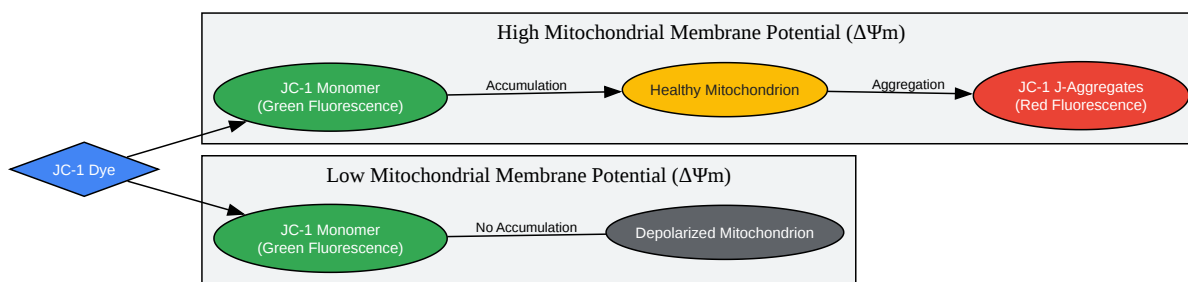 High Mitochondrial Membrane Potential (ΔΨm)
JC-1 Monomer
(Green Fluorescence)
Accumulation
Healthy Mitochondrion
Aggregation
JC-1 J-Aggregates
(Red Fluorescence)
JC-1 Dye
Low Mitochondrial Membrane Potential (ΔΨm)
JC-1 Monomer
(Green Fluorescence)
No Accumulation
Depolarized Mitochondrion